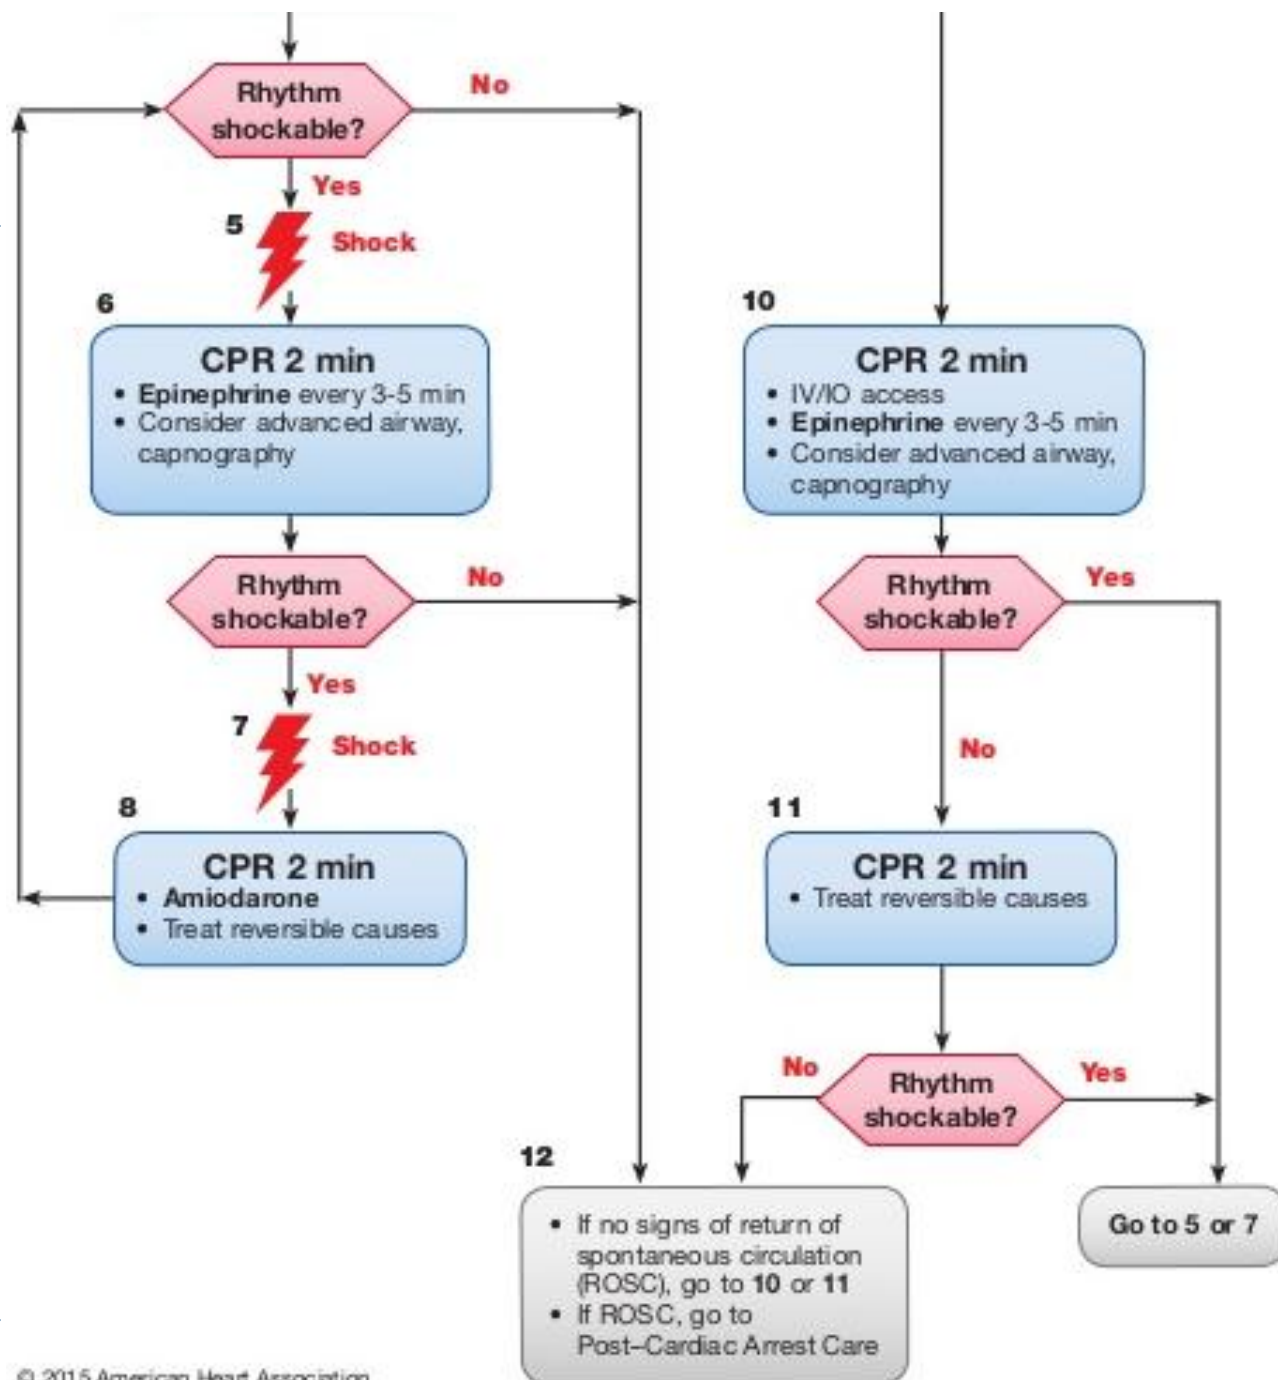 Rhythm
shockable?
No
Yes
5
Shock
6
CPR 2 min
• Epinephrine every 3-5 min
• Consider advanced airway,
capnography
Rhythm
shockable?
No
Yes
7
Shock
8
CPR 2 min
• Amiodarone
• Treat reversible causes
10
CPR 2 min
• IV/IO access
• Epinephrine every 3-5 min
• Consider advanced airway,
capnography
Rhythm
shockable?
Yes
No
11
CPR 2 min
• Treat reversible causes
No
Rhythm
shockable?
Yes
12
• If no signs of return of
spontaneous circulation
(ROSC), go to 10 or 11
• If ROSC, go to
Post–Cardiac Arrest Care
Go to 5 or 7
© 2015 American Heart Association